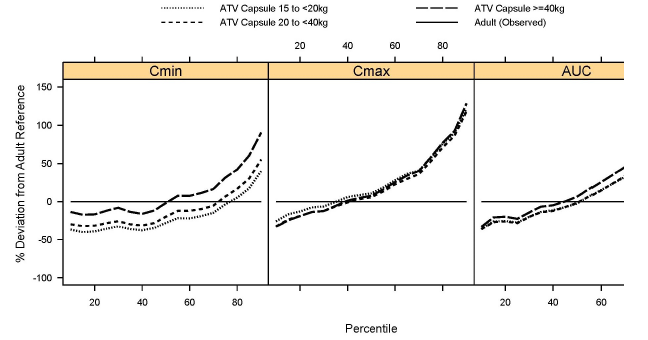 ATV Capsule 15 to <20kg
ATV Capsule >=40kg
ATV Capsule 20 to <40kg
Adult (Observed)
20 40 60 80
Cmin Cmax AUC
% Deviation from Adult Reference
150
100
50
0
-50
-100
20 40 60 80 20 40 60
Percentile